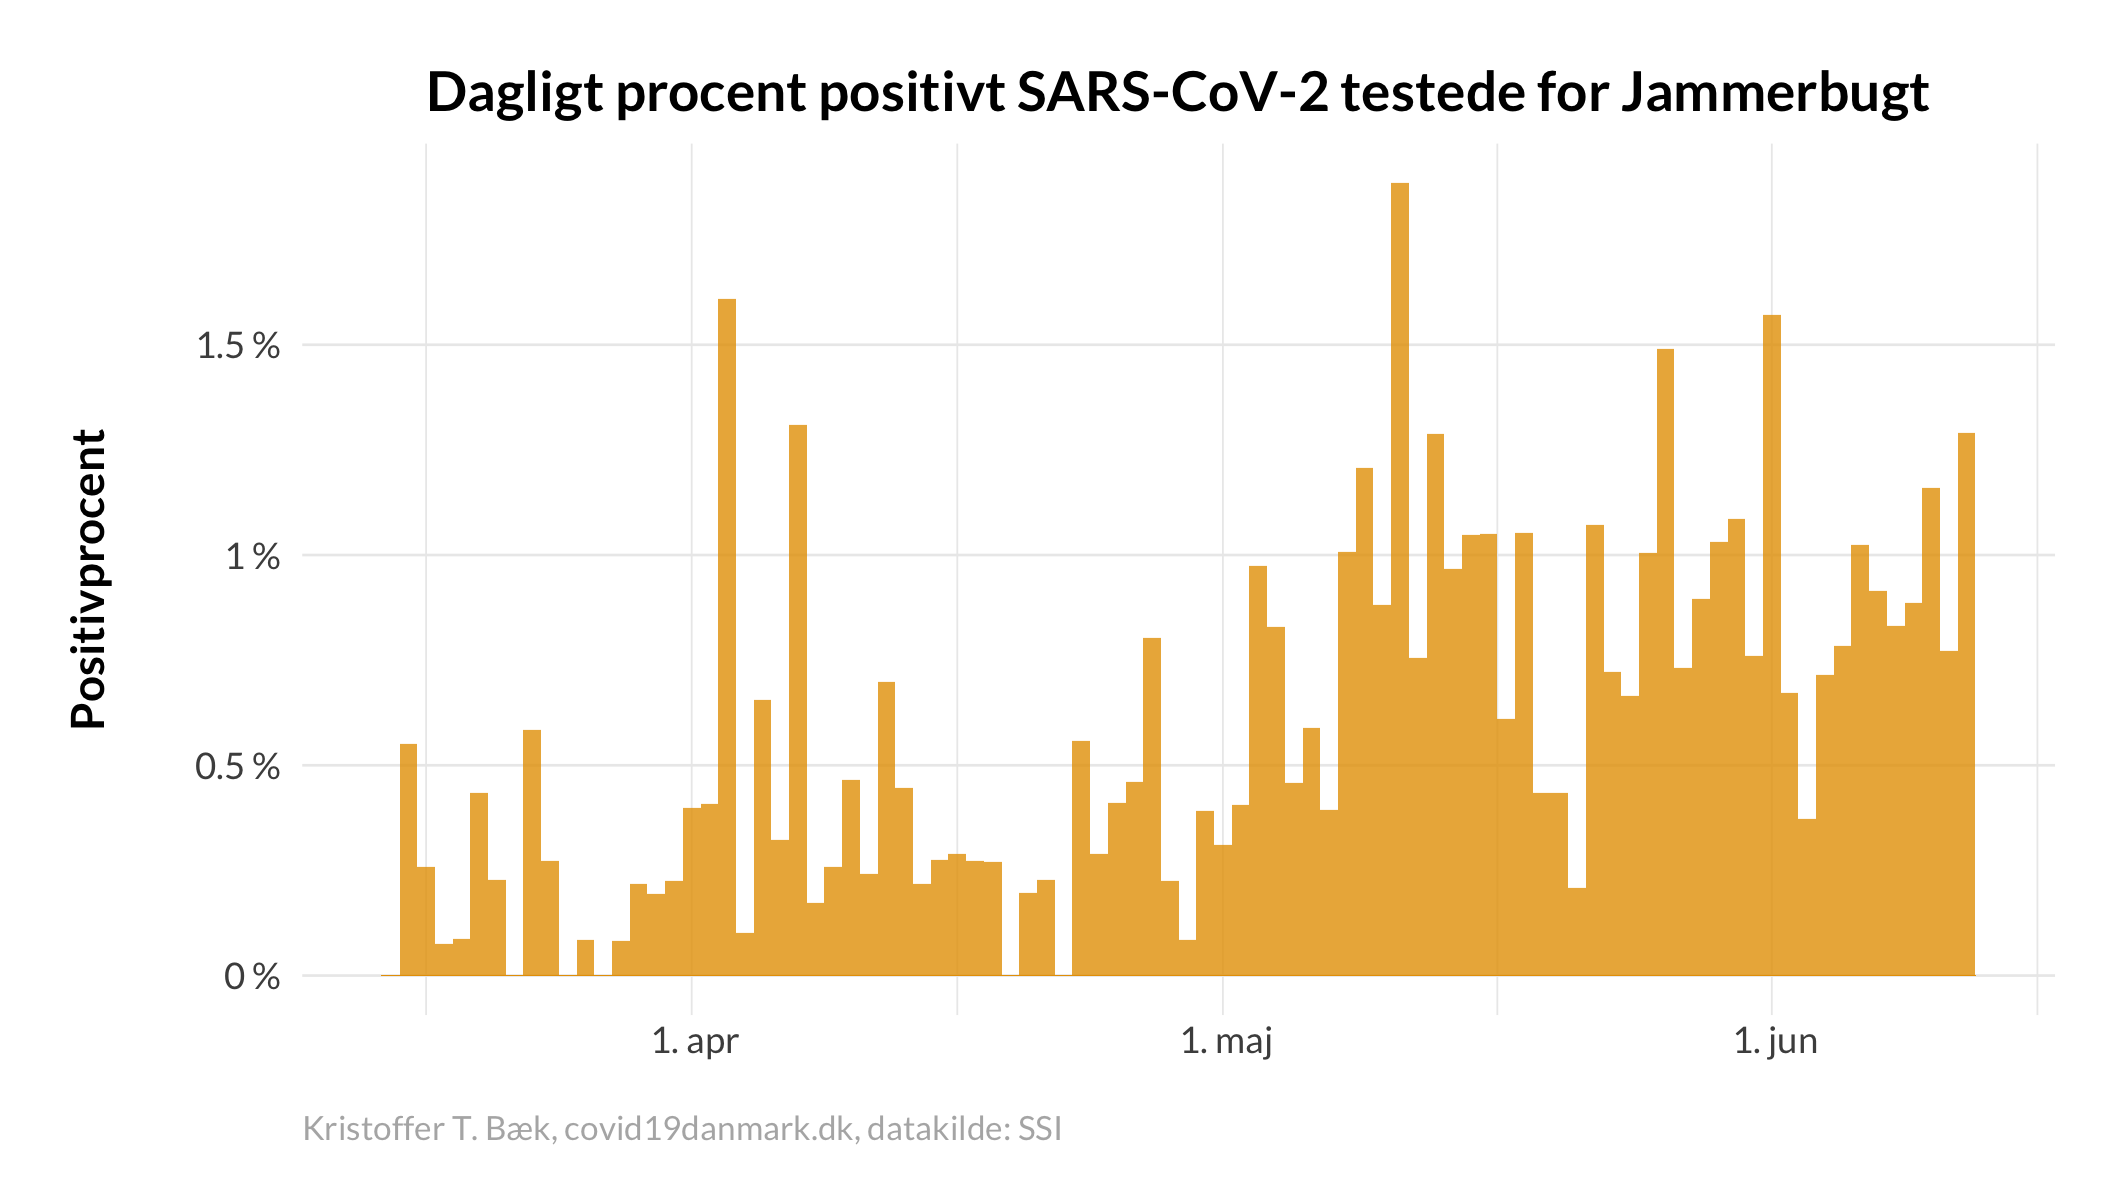 Dagligt procent positivt SARS-CoV-2 testede for Jammerbugt
Positivprocent
1.5 %
1 %
0.5 %
0 %
1. apr
1. maj
1. jun
Kristoffer T. Bæk, covid19danmark.dk, datakilde: SSI